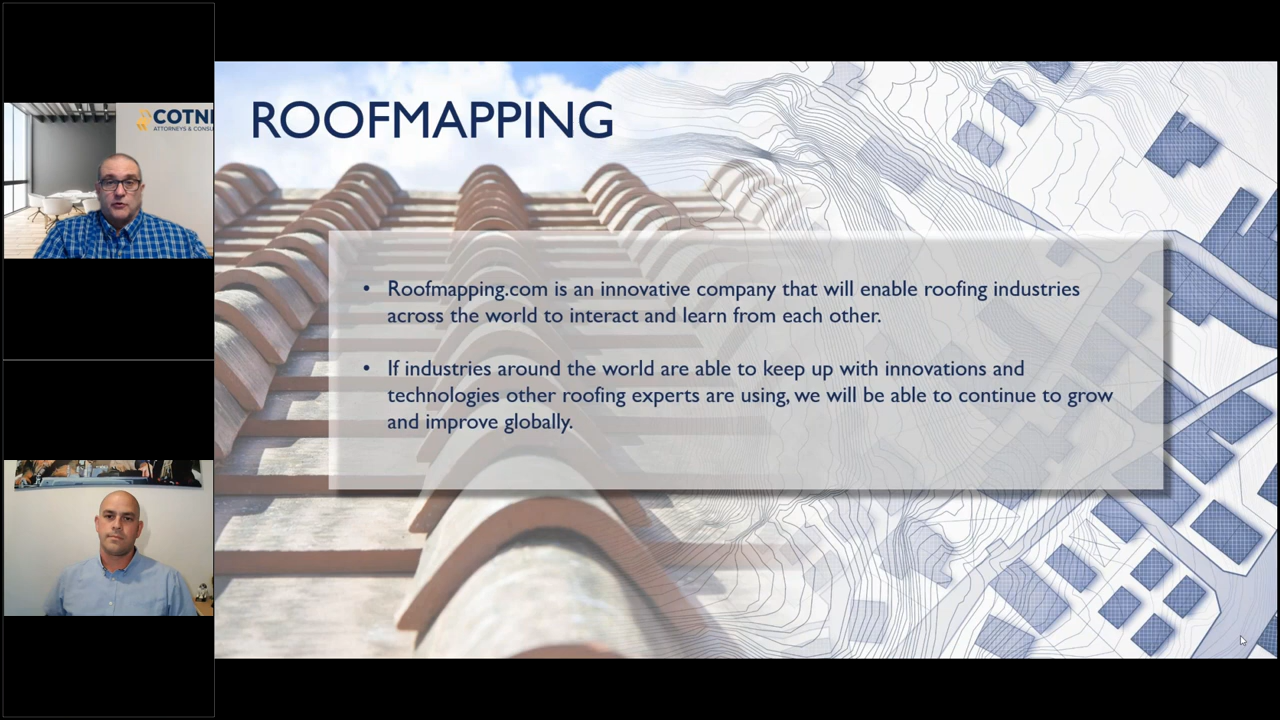 COTNE
ATTORNEYS & CONSU
ROOFMAPPING
• Roofmapping.com is an innovative company that will enable roofing industries
across the world to interact and learn from each other.
• If industries around the world are able to keep up with innovations and
technologies other roofing experts are using, we will be able to continue to grow
and improve globally.